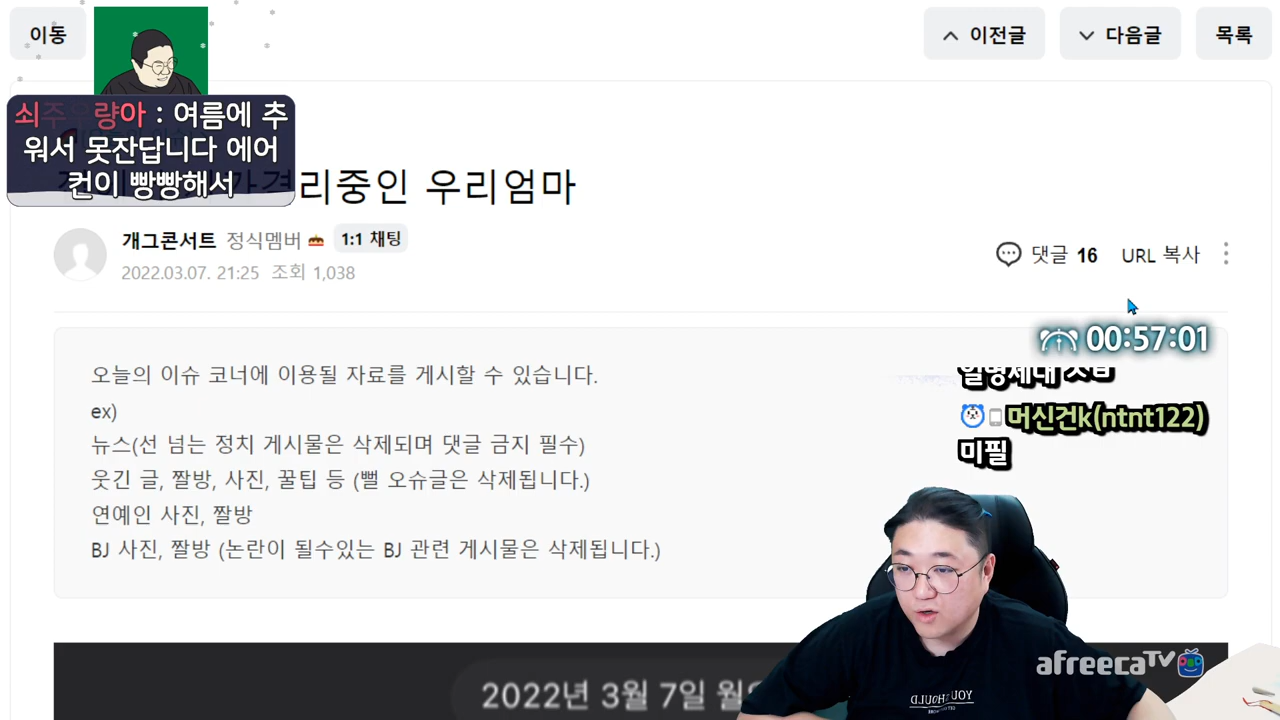 이동
이전글
다음글
목록
량아 : 여름에 추
워서 못잔답니다 에어
컨이 빵빵해서
리중인 우리엄마
개그콘서트 정식멤버 1:1 채팅
2022.03.07. 21:25 조회 1,038
댓글 16 URL 복사
00:57:01
오늘의 이슈 코너에 이용될 자료를 게시할 수 있습니다.
ex)
뉴스(선 넘는 정치 게시물은 삭제되며 댓글 금지 필수)
웃긴 글, 짤방, 사진, 꿀팁 등 (뻘 오슈글은 삭제됩니다.)
연예인 사진, 짤방
BJ 사진, 짤방 (논란이 될수있는 BJ 관련 게시물은 삭제됩니다.)
머신건k(ntnt122)
미필
afreecaTV
YOU SHOULD
2022년 3월 7일